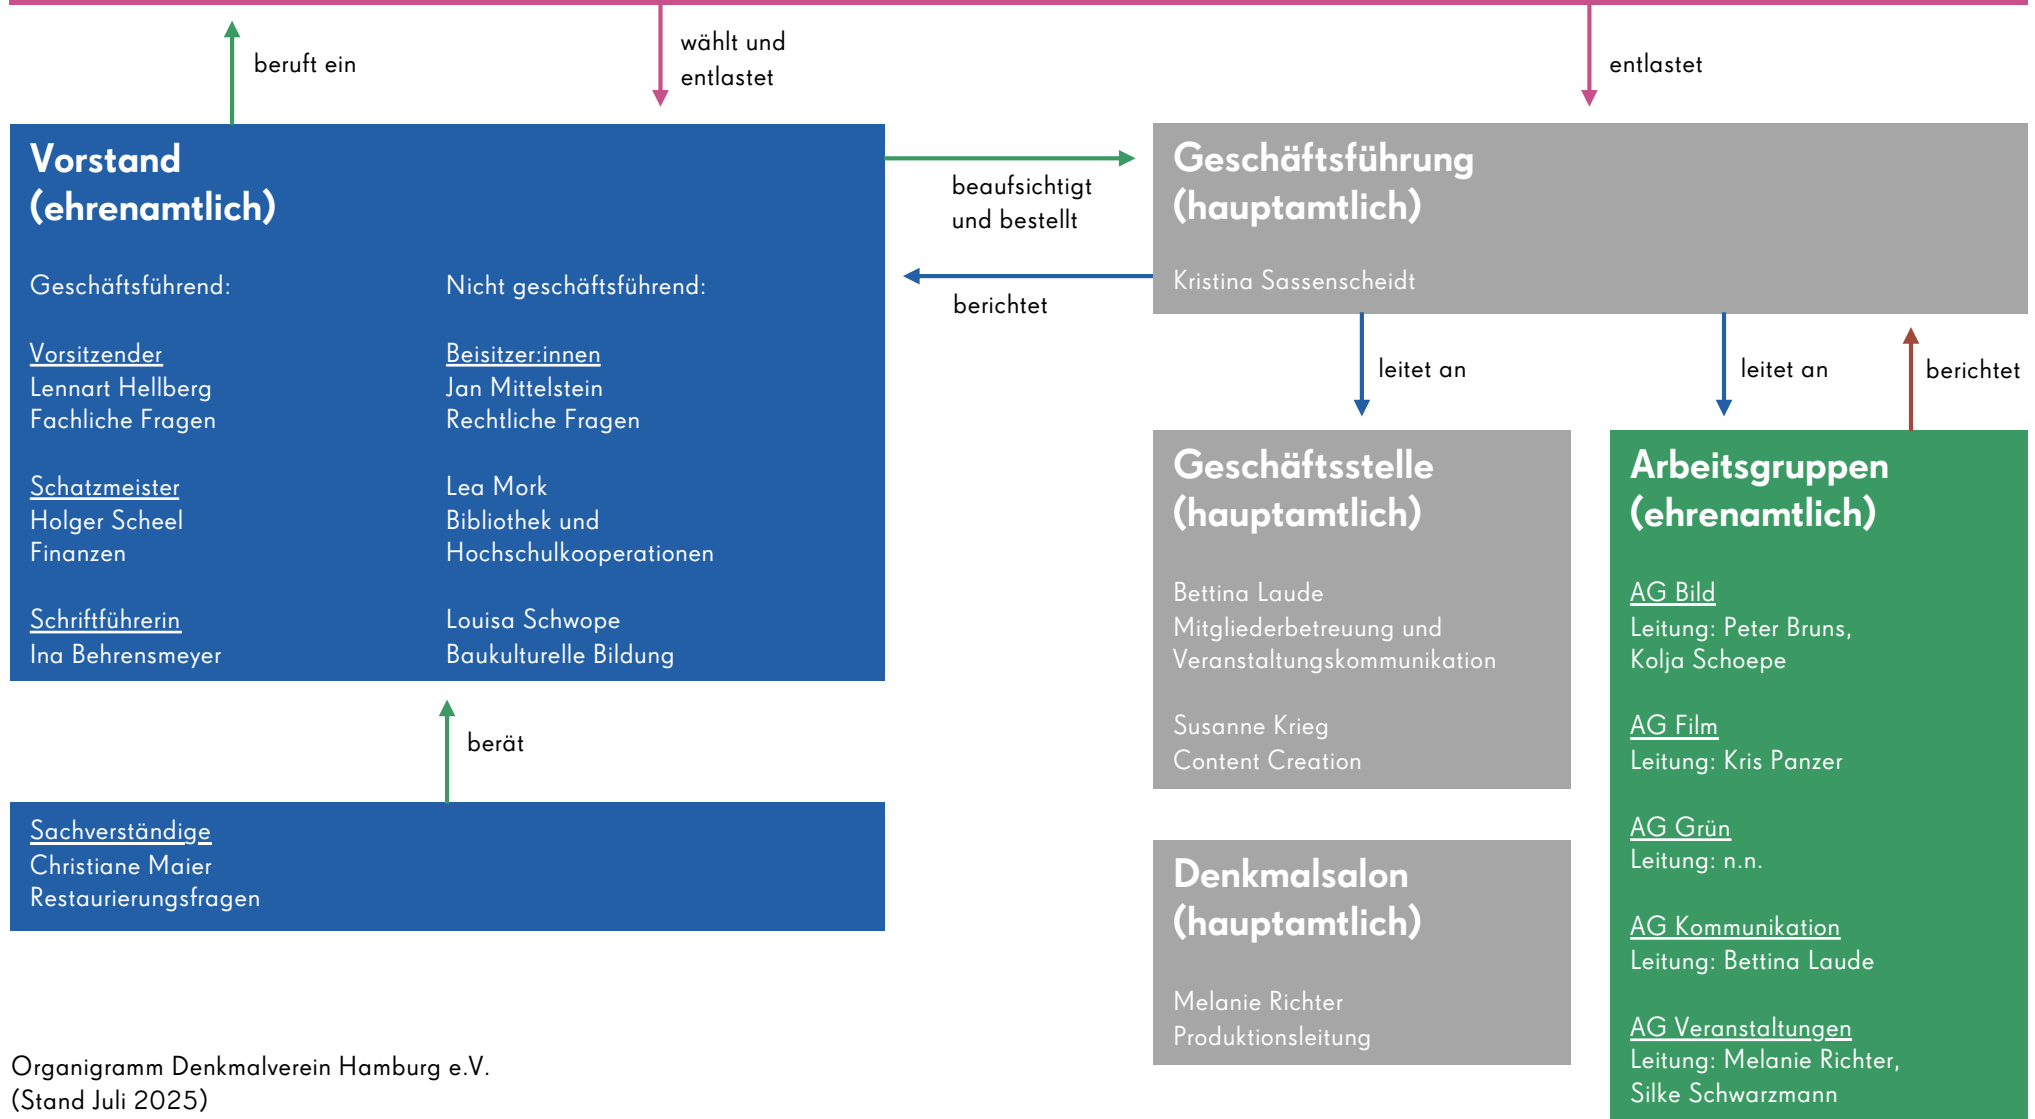 beruft ein
wählt und
entlastet
entlastet
Vorstand
(ehrenamtlich)
Geschäftsführend:
Vorsitzender
Lennart Hellberg
Fachliche Fragen
Schatzmeister
Holger Scheel
Finanzen
Schriftführerin
Ina Behrensmeyer
Nicht geschäftsführend:
Beisitzer:innen
Jan Mittelstein
Rechtliche Fragen
Lea Mork
Bibliothek und
Hochschulkooperationen
Louisa Schwope
Baukulturelle Bildung
beaufsichtigt
und bestellt
berichtet
Geschäftsführung
(hauptamtlich)
Kristina Sassenscheidt
leitet an
leitet an
berichtet
Geschäftsstelle
(hauptamtlich)
Bettina Laude
Mitgliederbetreuung und
Veranstaltungskommunikation
Susanne Krieg
Content Creation
Denkmalsalon
(hauptamtlich)
Melanie Richter
Produktionsleitung
Arbeitsgruppen
(ehrenamtlich)
AG Bild
Leitung: Peter Bruns,
Kolja Schoepe
AG Film
Leitung: Kris Panzer
AG Grün
Leitung: n.n.
AG Kommunikation
Leitung: Bettina Laude
AG Veranstaltungen
Leitung: Melanie Richter,
Silke Schwarzmann
berät
Sachverständige
Christiane Maier
Restaurierungsfragen
Organigramm Denkmalverein Hamburg e.V.
(Stand Juli 2025)